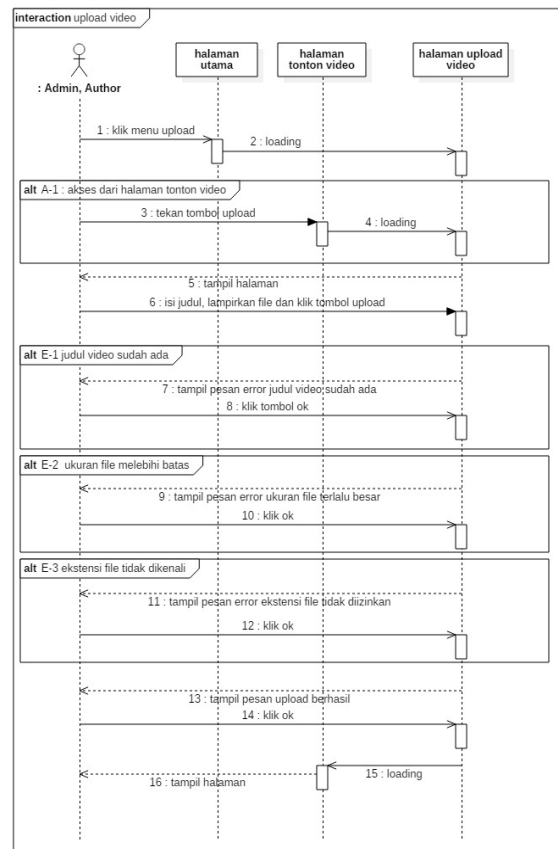 interaction upload video
halaman
utama
halaman
tonton video
halaman upload
video
: Admin, Author
1 : klik menu upload
2 : loading
alt A-1 : akses dari halaman tonton video
3 : tekan tombol upload
4 : loading
5 : tampil halaman
6 : isi judul, lampirkan file dan klik tombol upload
alt E-1 judul video sudah ada
7 : tampil pesan error judul video sudah ada
8 : klik tombol ok
alt E-2 ukuran file melebihi batas
9 : tampil pesan error ukuran file terlalu besar
10 : klik ok
alt E-3 ekstensi file tidak dikenali
11 : tampil pesan error ekstensi file tidak diizinkan
12 : klik ok
13 : tampil pesan upload berhasil
14 : klik ok
15 : loading
16 : tampil halaman